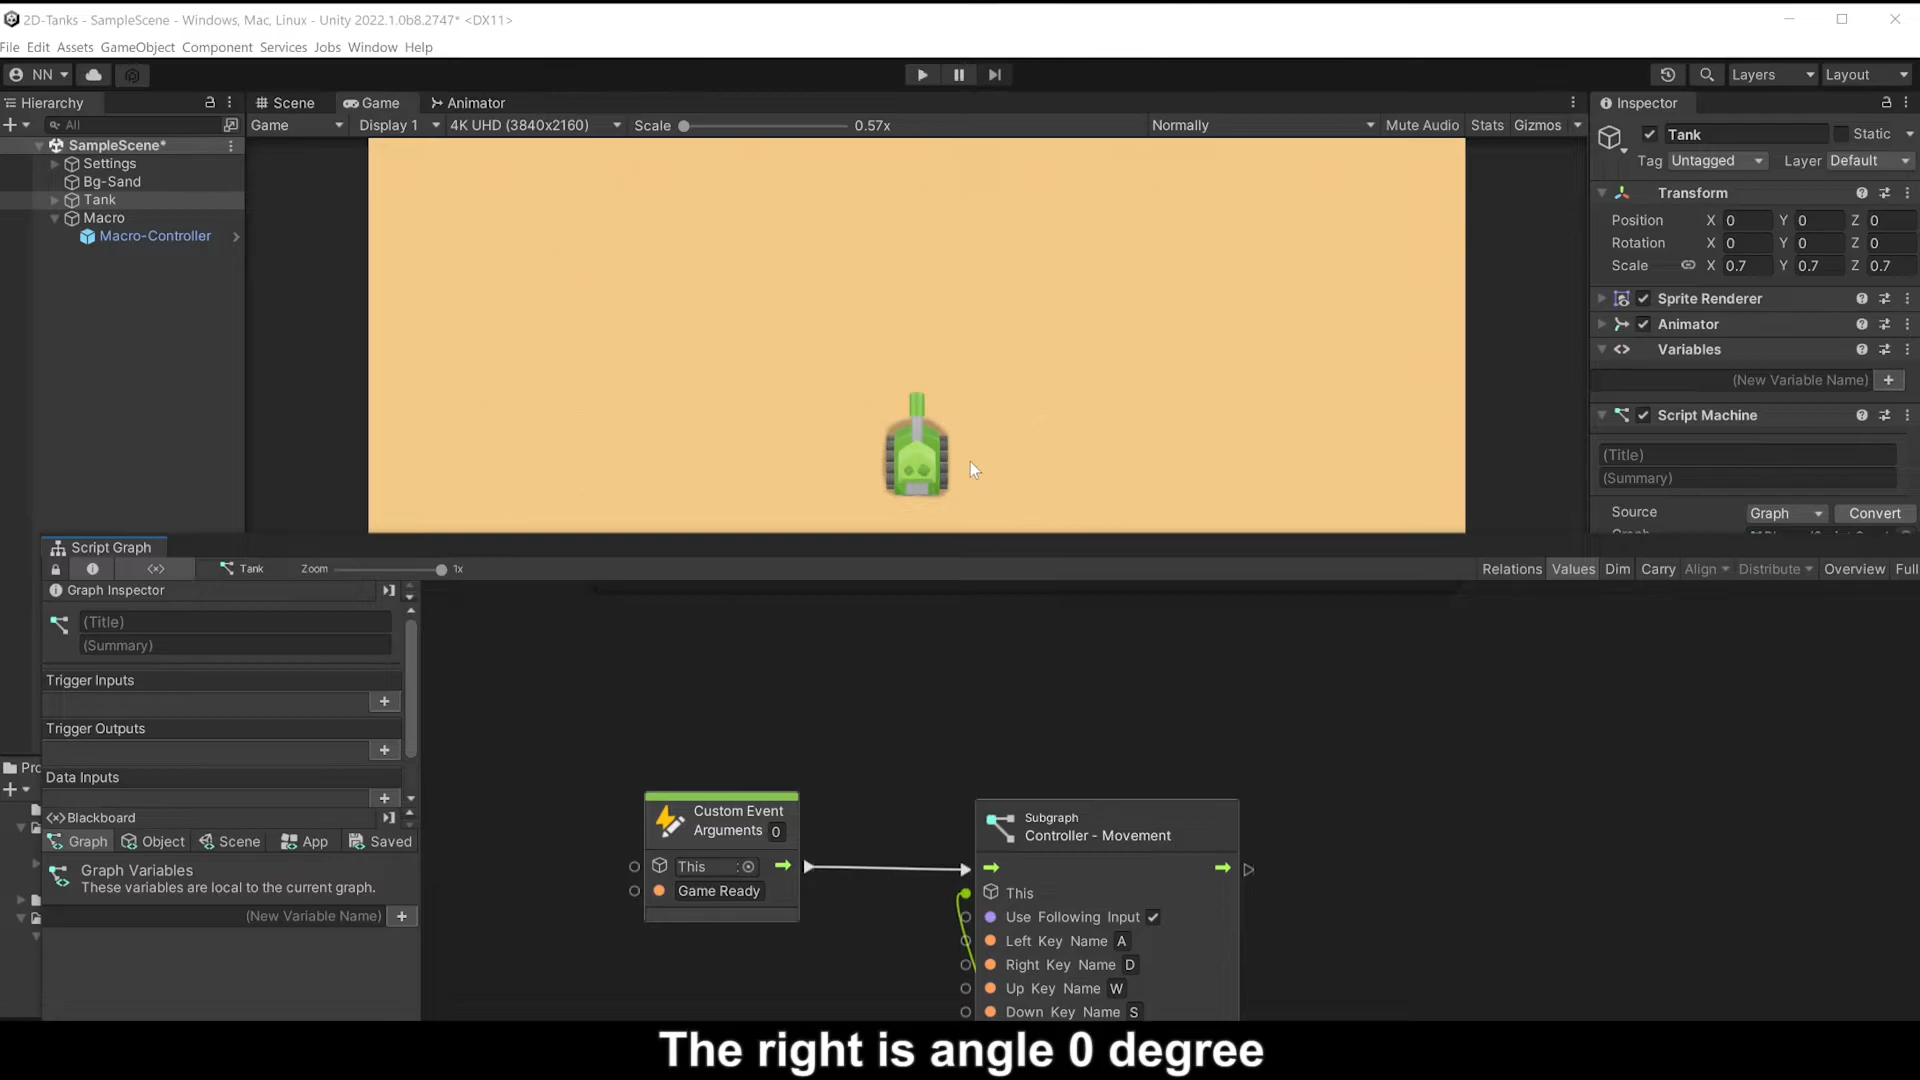 2D-Tanks - SampleScene - Windows, Mac, Linux - Unity 2022.1.0b8.2747* <DX11>
File Edit Assets GameObject Component Services Jobs Window Help
NN Layers Layout
Hierarchy Scene Game Animator Inspector
All Game Display 1 4K UHD (3840x2160) Scale 0.57x Normally Mute Audio Stats Gizmos
SampleScene*
Settings
Bg-Sand
Tank
Macro
Macro-Controller
Tank Static
Tag Untagged Layer Default
Transform
Position X 0 Y 0 Z 0
Rotation X 0 Y 0 Z 0
Scale X 0.7 Y 0.7 Z 0.7
Sprite Renderer
Animator
Variables
(New Variable Name)
Script Machine
(Title)
(Summary)
Source Graph Convert
Script Graph
Tank Zoom 1x Relations Values Dim Carry Align Distribute Overview Full
Graph Inspector
(Title)
(Summary)
Trigger Inputs
Trigger Outputs
Data Inputs
Blackboard
Graph Object Scene App Saved
Graph Variables
These variables are local to the current graph.
(New Variable Name)
Custom Event
Arguments 0
This
Game Ready
Subgraph
Controller - Movement
This
Use Following Input
Left Key Name A
Right Key Name D
Up Key Name W
Down Key Name S
The right is angle 0 degree